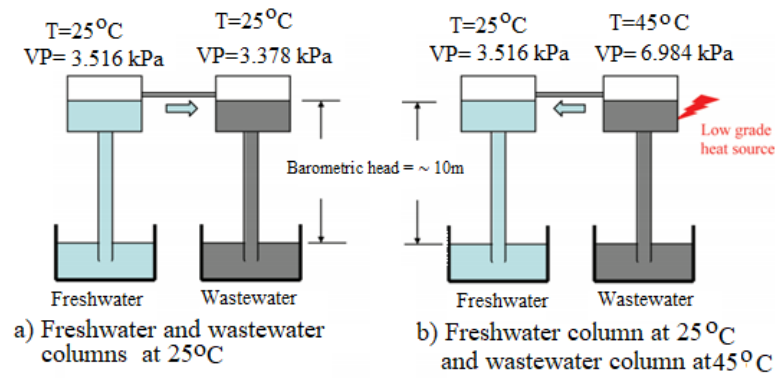 T=25°C
VP= 3.516 kPa
T=25°C
VP=3.378 kPa
T=25°C
VP= 3.516 kPa
T=45°C
VP= 6.984 kPa
Low grade
heat source
Barometric head = ~ 10m
Freshwater
Wastewater
Freshwater
Wastewater
a) Freshwater and wastewater
columns at 25°C
b) Freshwater column at 25°C
and wastewater column at45°C